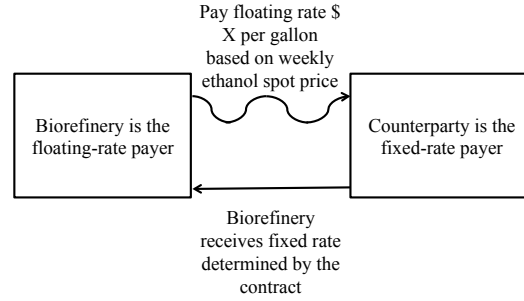 Pay floating rate $
X per gallon
based on weekly
ethanol spot price
Biorefinery is the
floating-rate payer
Counterparty is the
fixed-rate payer
Biorefinery
receives fixed rate
determined by the
contract